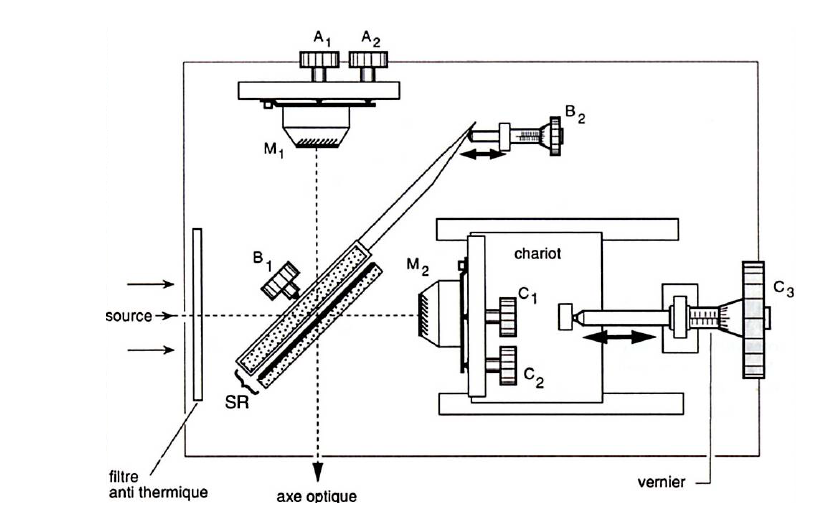 A1 A2
B2
M1
chariot
B1
M2
C1
C3
source
C2
SR
filtre
anti thermique
axe optique
vernier